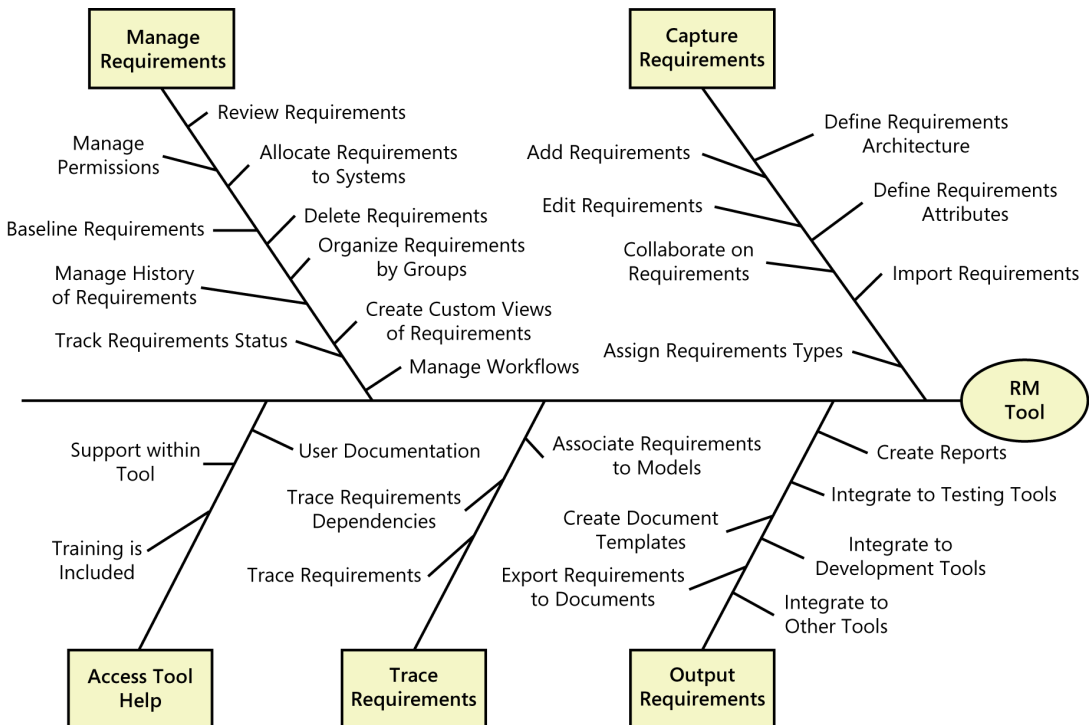 Manage
Requirements
Capture
Requirements
Review Requirements
Manage
Permissions
Allocate Requirements
to Systems
Baseline Requirements
Delete Requirements
Organize Requirements
by Groups
Manage History
of Requirements
Create Custom Views
of Requirements
Track Requirements Status
Manage Workflows
Define Requirements
Architecture
Add Requirements
Define Requirements
Attributes
Edit Requirements
Collaborate on
Requirements
Import Requirements
Assign Requirements Types
RM
Tool
Support within
Tool
User Documentation
Training is
Included
Associate Requirements
to Models
Trace Requirements
Dependencies
Trace Requirements
Create Reports
Integrate to Testing Tools
Create Document
Templates
Integrate to
Development Tools
Export Requirements
to Documents
Integrate to
Other Tools
Access Tool
Help
Trace
Requirements
Output
Requirements